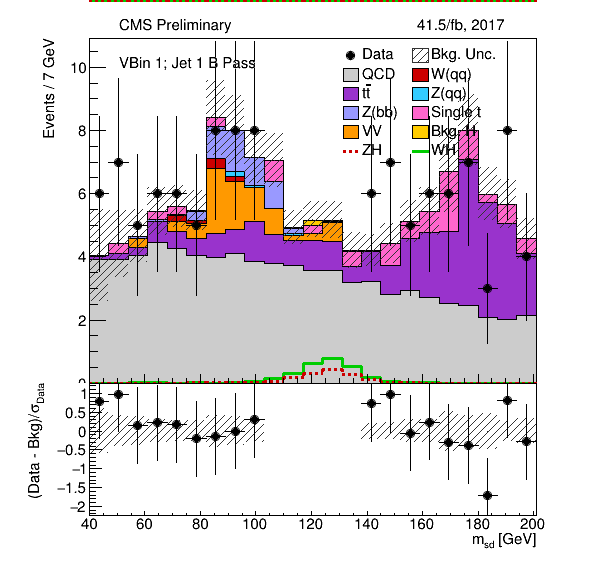 CMS Preliminary 41.5/fb, 2017
VBin 1; Jet 1 B Pass
Data
Bkg. Unc.
QCD
W(qq)
tt̄
Z(qq)
Z(bb)
Single t
VV
Bkg. H
ZH
WH
Events / 7 GeV
10
8
6
4
2
0
(Data - Bkg)/σData
1
0.5
0
−0.5
−1
−1.5
−2
40 60 80 100 120 140 160 180 200
msd [GeV]